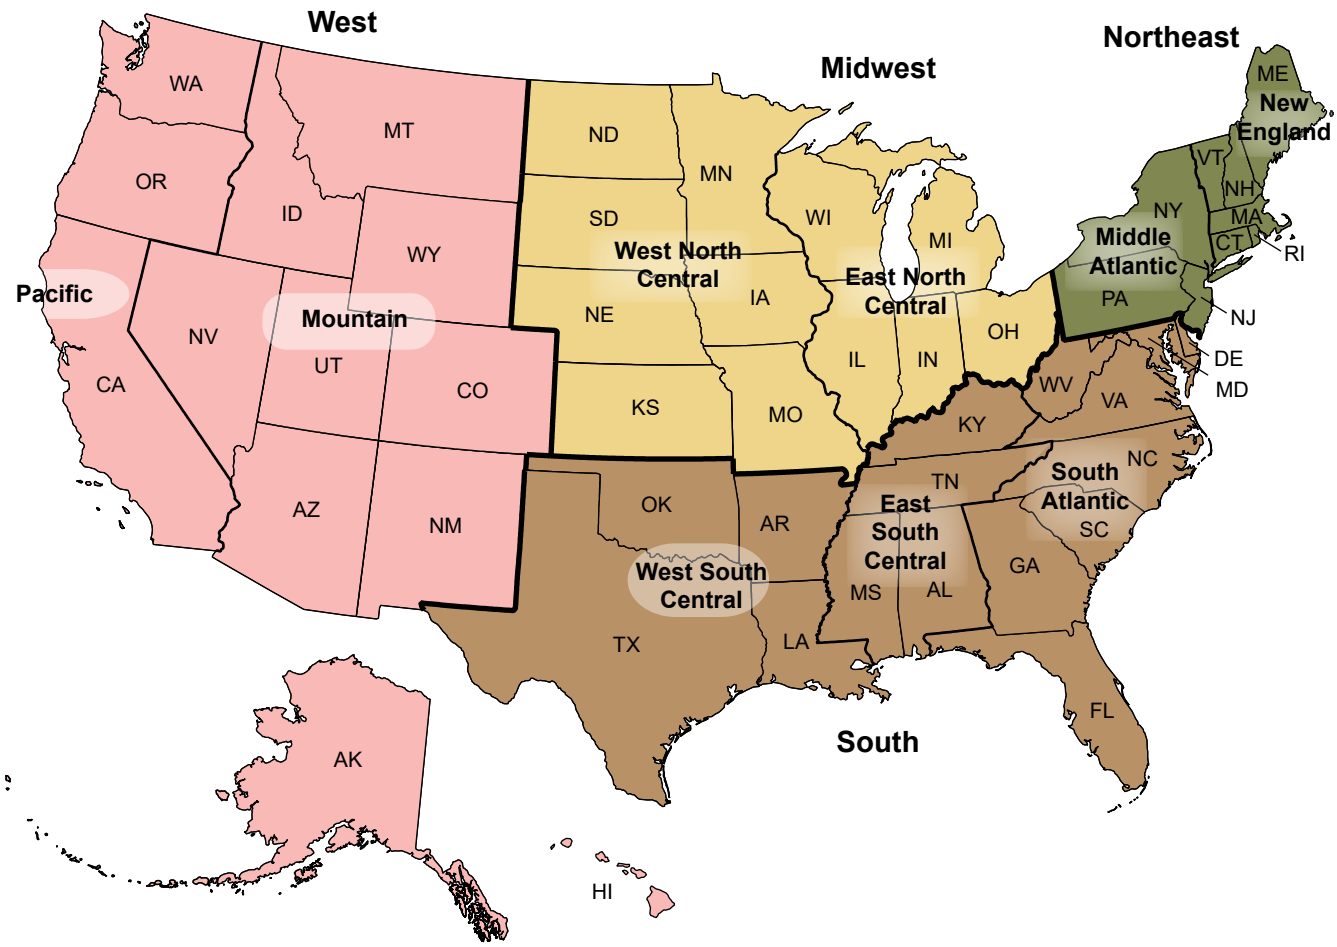 West
Northeast
Midwest
ME
New
England
WA
MT
ND
MN
OR
ID
SD
WI
MI
VT
NH
NY
MA
CT
RI
Middle
Atlantic
WY
West North
Central
East North
Central
Pacific
Mountain
NV
UT
CA
CO
NE
IA
IL
IN
OH
PA
NJ
DE
MD
KS
MO
WV
VA
KY
AZ
NM
OK
AR
TN
NC
South
Atlantic
SC
East
South
Central
West South
Central
MS
AL
GA
TX
LA
FL
South
AK
HI